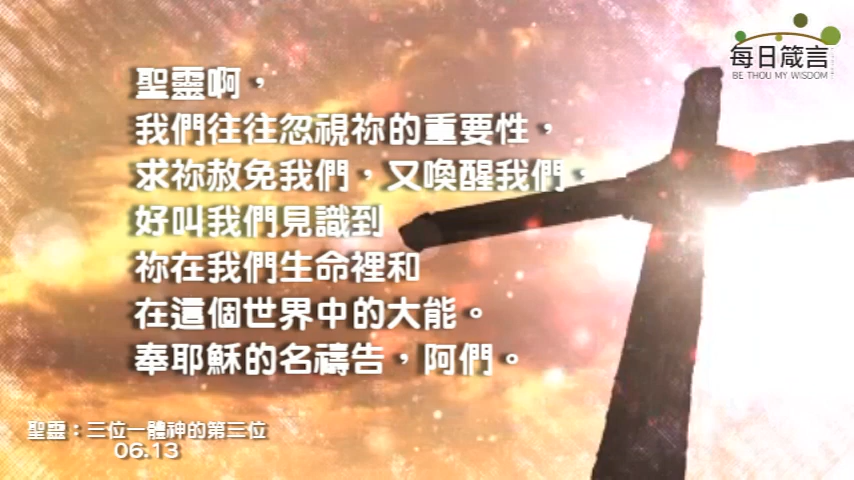 每日箴言
BE THOU MY WISDOM
聖靈啊，
我們往往忽視祢的重要性，
求祢赦免我們，又喚醒我們，
好叫我們見識到
祢在我們生命裡和
在這個世界中的大能。
奉耶穌的名禱告，阿們。
聖靈：三位一體神的第三位
06.13